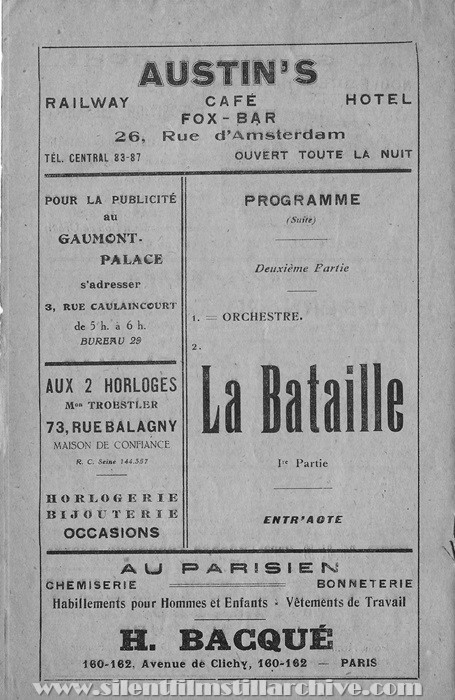 AUSTIN'S
RAILWAY CAFÉ HOTEL
FOX-BAR
26, Rue d'Amsterdam
TÉL. CENTRAL 83-87 OUVERT TOUTE LA NUIT
POUR LA PUBLICITÉ
au
GAUMONT-
PALACE
s'adresser
3, RUE CAULAINCOURT
de 5 h. à 6 h.
BUREAU 29
AUX 2 HORLOGES
Mon TROESTLER
73, RUE BALAGNY
MAISON DE CONFIANCE
R. C. Seine 144.587
HORLOGERIE
BIJOUTERIE
OCCASIONS
PROGRAMME
(Suite)
Deuxième Partie
1. = ORCHESTRE.
2.
La Bataille
1re Partie
ENTR'ACTE
AU PARISIEN
CHEMISERIE BONNETERIE
Habillements pour Hommes et Enfants - Vêtements de Travail
H. BACQUÉ
160-162, Avenue de Clichy, 160-162 — PARIS
www.silentfilmstillarchive.com